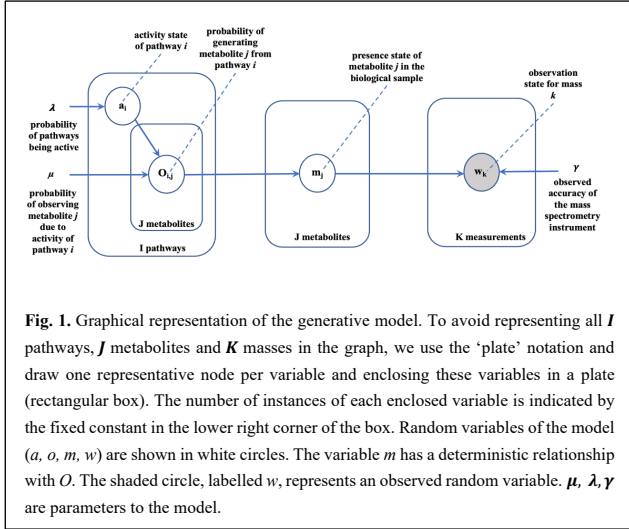 activity state
of pathway i
probability of
generating
metabolite j from
pathway i
presence state of
metabolite j in the
biological sample
observation
state for mass
k
λ
probability
of pathways
being active
a_i
μ
probability of
observing
metabolite j
due to
activity of
pathway i
O_i,j
J metabolites
I pathways
m_j
J metabolites
w_k
K measurements
γ
observed
accuracy of
the mass
spectrometry
instrument
Fig. 1. Graphical representation of the generative model. To avoid representing all I
pathways, J metabolites and K masses in the graph, we use the ‘plate’ notation and
draw one representative node per variable and enclosing these variables in a plate
(rectangular box). The number of instances of each enclosed variable is indicated by
the fixed constant in the lower right corner of the box. Random variables of the model
(a, o, m, w) are shown in white circles. The variable m has a deterministic relationship
with O. The shaded circle, labelled w, represents an observed random variable. μ, λ, γ
are parameters to the model.